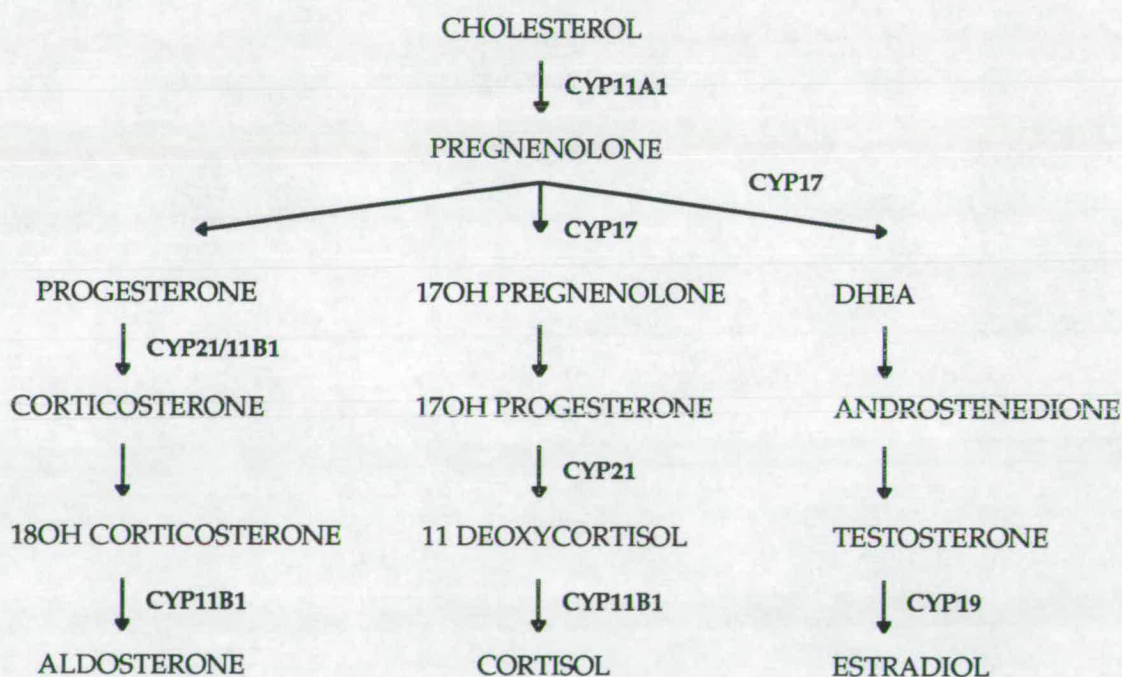 CHOLESTEROL
CYP11A1
PREGNENOLONE
CYP17
CYP17
PROGESTERONE 17OH PREGNENOLONE DHEA
CYP21/11B1
CORTICOSTERONE 17OH PROGESTERONE ANDROSTENEDIONE
CYP21
18OH CORTICOSTERONE 11 DEOXYCORTISOL TESTOSTERONE
CYP11B1 CYP11B1 CYP19
ALDOSTERONE CORTISOL ESTRADIOL